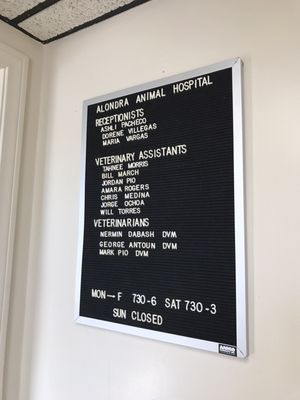 ALONDRA ANIMAL HOSPITAL
RECEPTIONISTS
ASHLI PACHECO
DORENE VILLEGAS
MARIA VARGAS
VETERINARY ASSISTANTS
TAHNEE MORRIS
BILL MARCH
JORDAN PIO
AMARA ROGERS
CHRIS MEDINA
JORGE OCHOA
WILL TORRES
VETERINARIANS
NERMIN DABASH DVM
GEORGE ANTOUN DVM
MARK PIO DVM
MON — F 730-6 SAT 730-3
SUN CLOSED